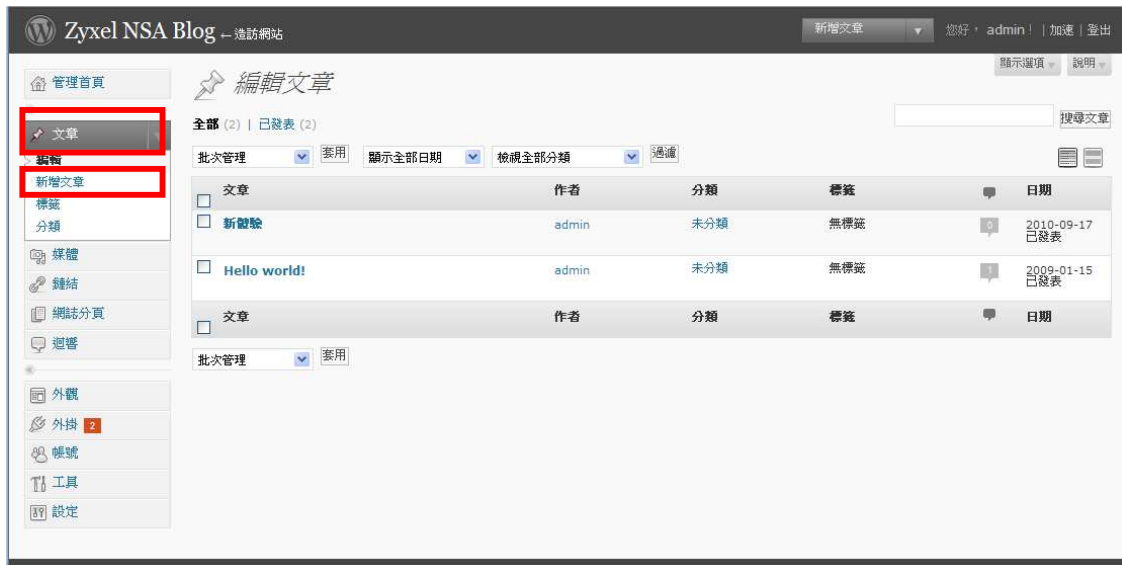 Zyxel NSA Blog ←造訪網站 新增文章 您好，admin! | 加速 | 登出
顯示選項 說明
管理首頁
文章
編輯
新增文章
標籤
分類
媒體
鏈結
網誌分頁
迴響
外觀
外掛 2
帳號
工具
設定
編輯文章
搜尋文章
全部 (2) | 已發表 (2)
批次管理 套用 顯示全部日期 檢視全部分類 過濾
文章 作者 分類 標籤 日期
新體驗 admin 未分類 無標籤 0 2010-09-17
已發表
Hello world! admin 未分類 無標籤 1 2009-01-15
已發表
文章 作者 分類 標籤 日期
批次管理 套用